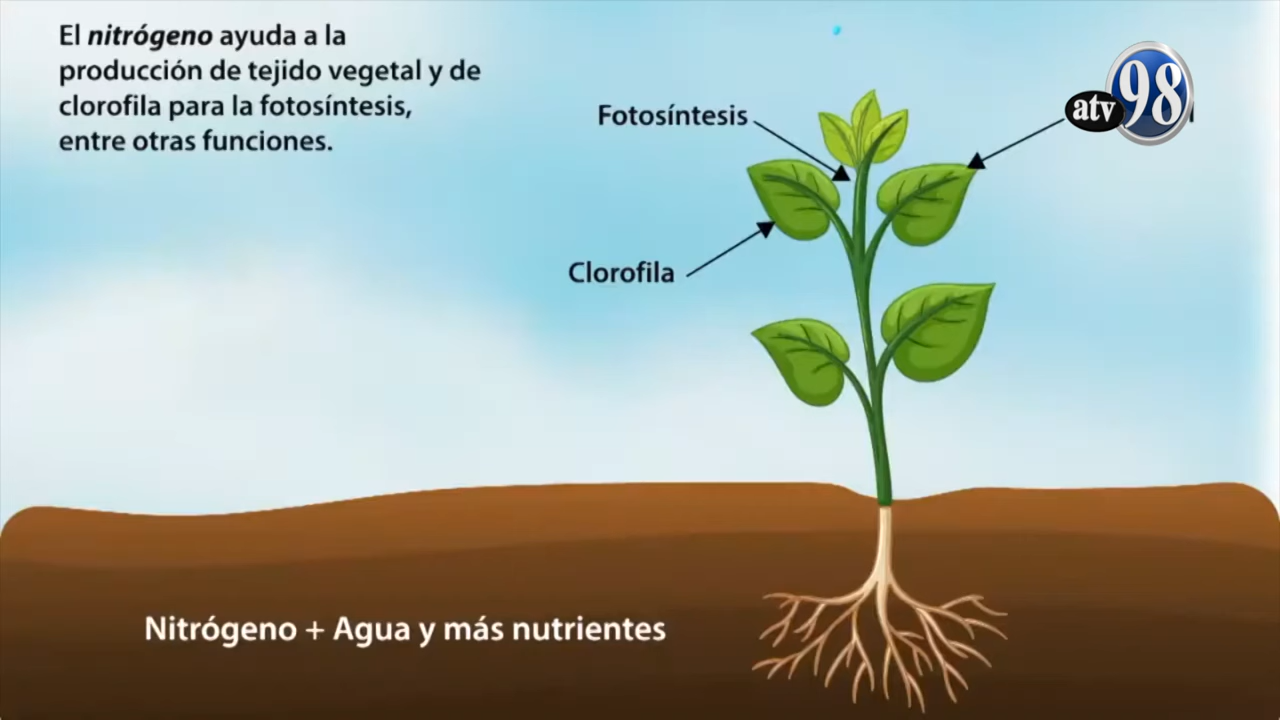 El nitrógeno ayuda a la
producción de tejido vegetal y de
clorofila para la fotosíntesis,
entre otras funciones.
Fotosíntesis
atv 98
Clorofila
Nitrógeno + Agua y más nutrientes